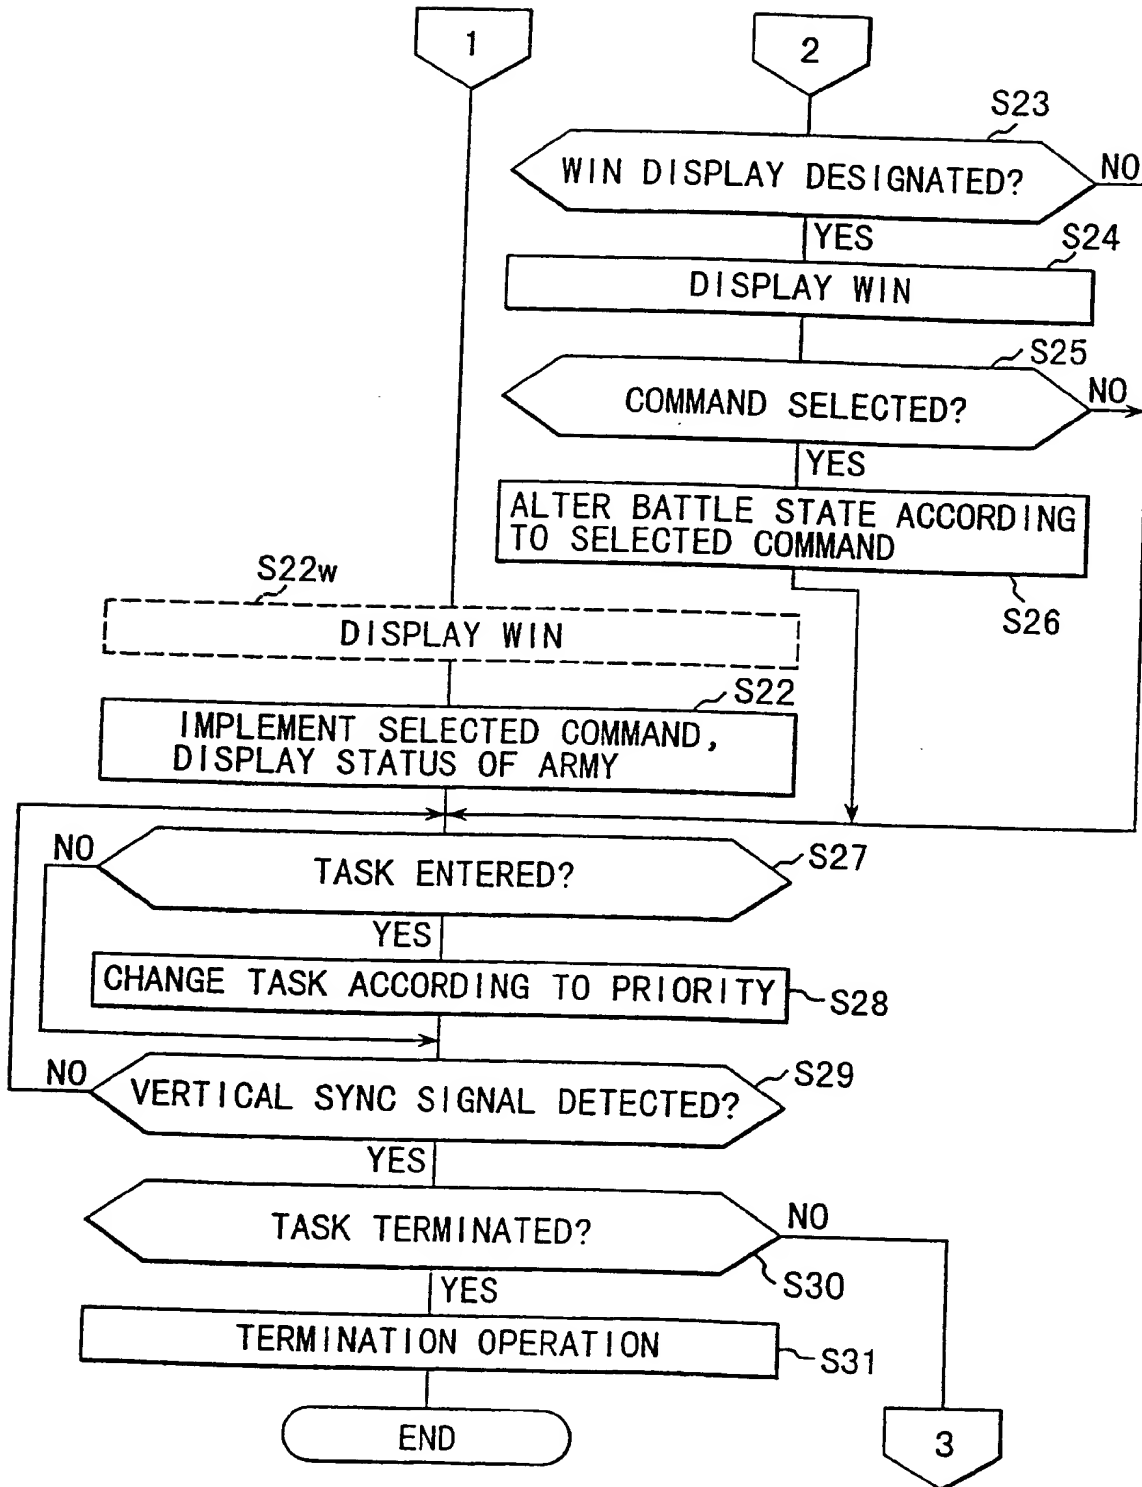 1
2
S23
WIN DISPLAY DESIGNATED?
NO
YES
S24
DISPLAY WIN
S25
COMMAND SELECTED?
NO
YES
ALTER BATTLE STATE ACCORDING
TO SELECTED COMMAND
S26
S22w
DISPLAY WIN
S22
IMPLEMENT SELECTED COMMAND,
DISPLAY STATUS OF ARMY
NO
TASK ENTERED?
S27
YES
CHANGE TASK ACCORDING TO PRIORITY
S28
NO
VERTICAL SYNC SIGNAL DETECTED?
S29
YES
TASK TERMINATED?
NO
S30
YES
TERMINATION OPERATION
S31
END
3